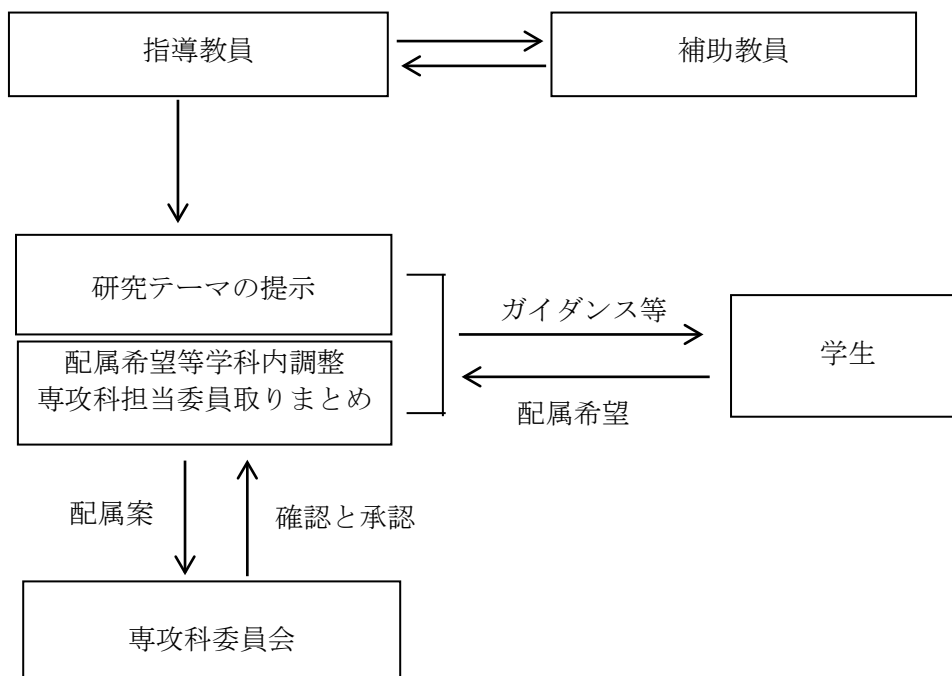 指導教員
補助教員
研究テーマの提示
ガイダンス等
学生
配属希望等学科内調整
専攻科担当委員取りまとめ
配属希望
配属案
確認と承認
専攻科委員会